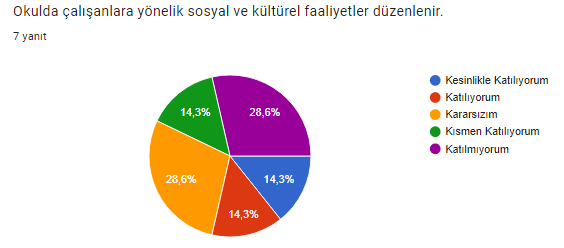 Okulda çalışanlara yönelik sosyal ve kültürel faaliyetler düzenlenir.
7 yanıt
14,3%
28,6%
28,6%
14,3%
14,3%
Kesinlikle Katılıyorum
Katılıyorum
Kararsızım
Kısmen Katılıyorum
Katılmıyorum